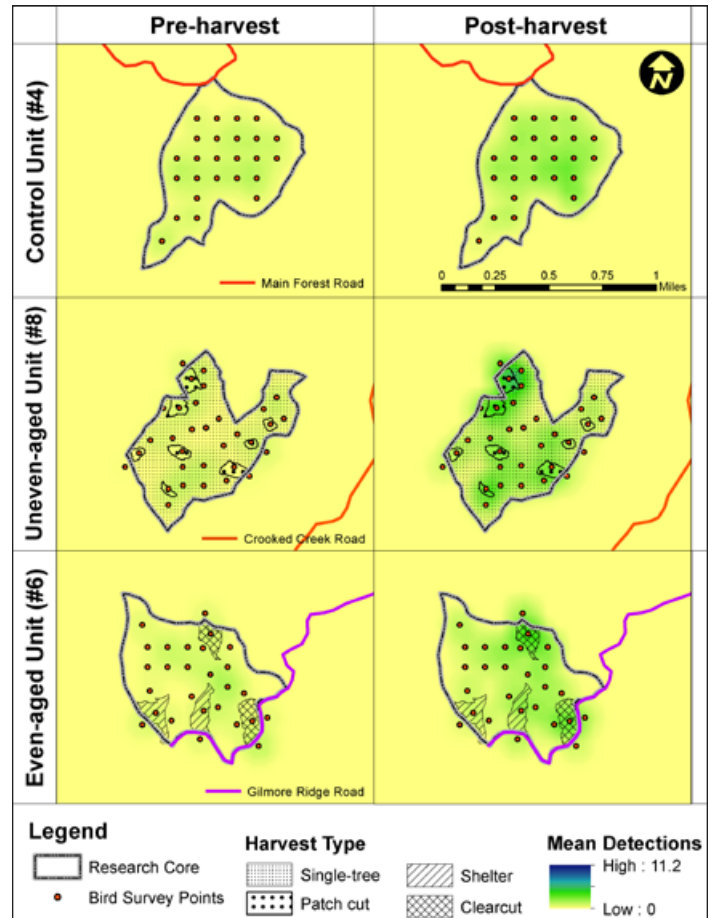 Pre-harvest
Post-harvest
Control Unit (#4)
N
Main Forest Road
0 0.25 0.5 0.75 1
Miles
Uneven-aged Unit (#8)
Crooked Creek Road
Even-aged Unit (#6)
Gilmore Ridge Road
Legend
Research Core
Bird Survey Points
Harvest Type
Single-tree
Patch cut
Shelter
Clearcut
Mean Detections
High : 11.2
Low : 0